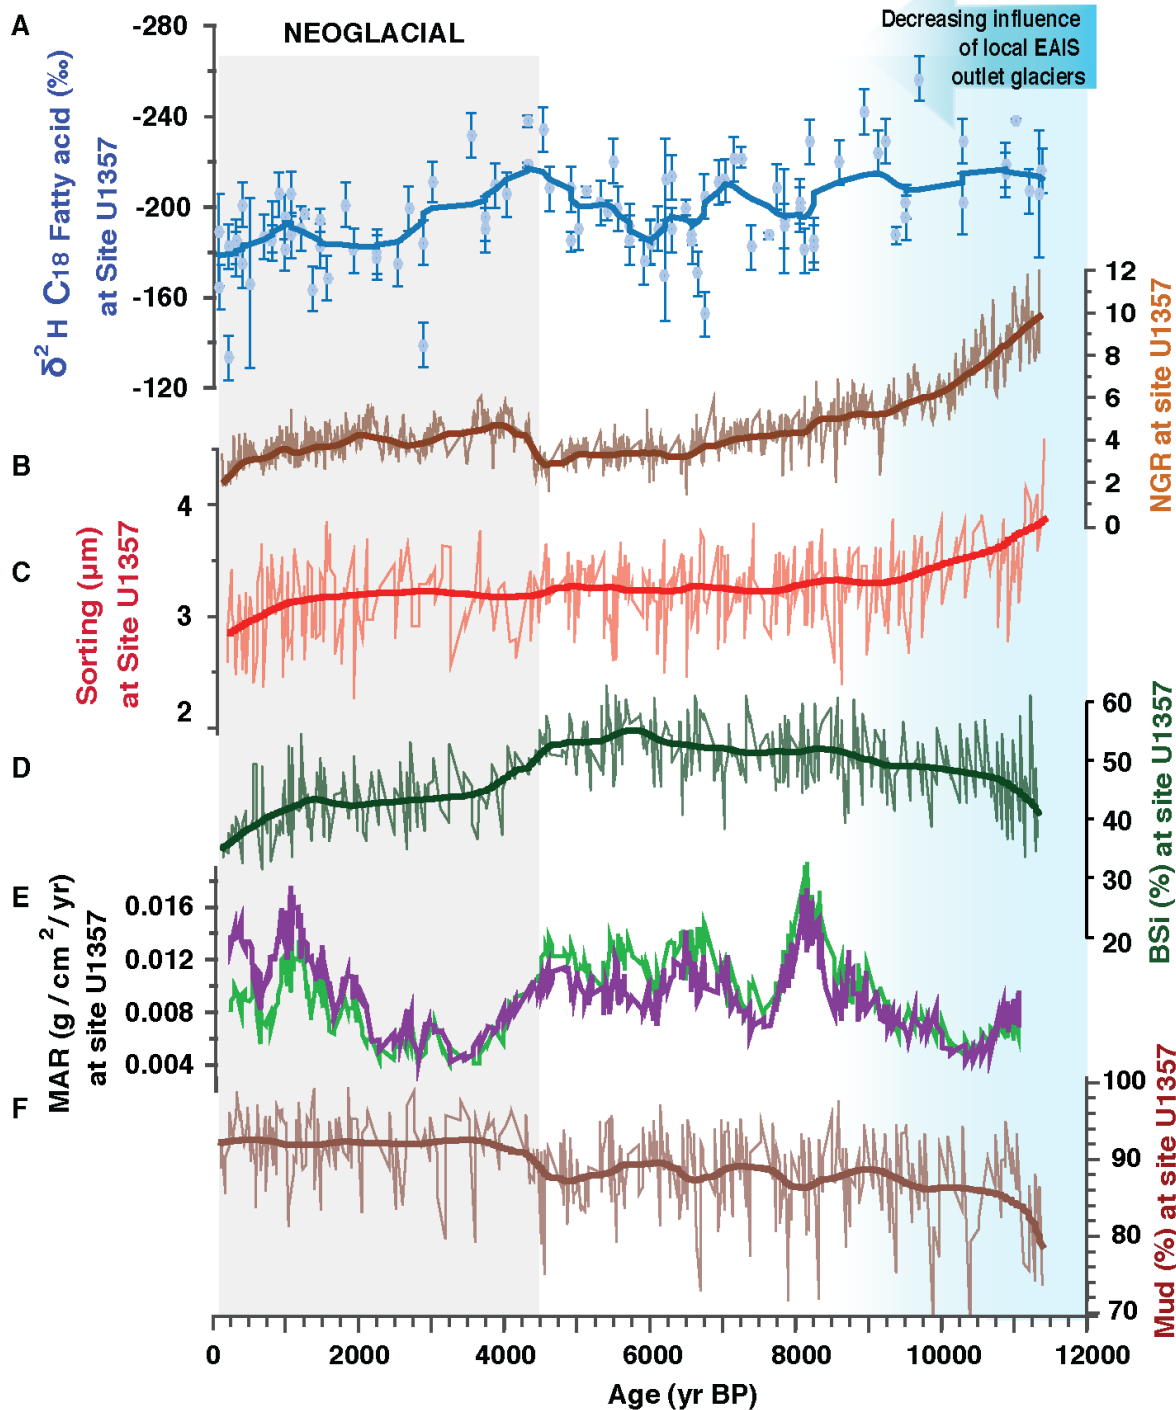 A
-280
-240
-200
-160
-120
δ² H C18 Fatty acid (‰)
at Site U1357
NEOGLACIAL
Decreasing influence
of local EAIS
outlet glaciers
12
10
8
6
4
2
0
NGR at site U1357
B
C
4
3
2
Sorting (µm)
at Site U1357
D
60
50
40
30
20
BSi (%) at site U1357
E
0.016
0.012
0.008
0.004
MAR (g / cm ²/ yr)
at site U1357
F
100
90
80
70
Mud (%) at site U1357
0 2000 4000 6000 8000 10000 12000
Age (yr BP)